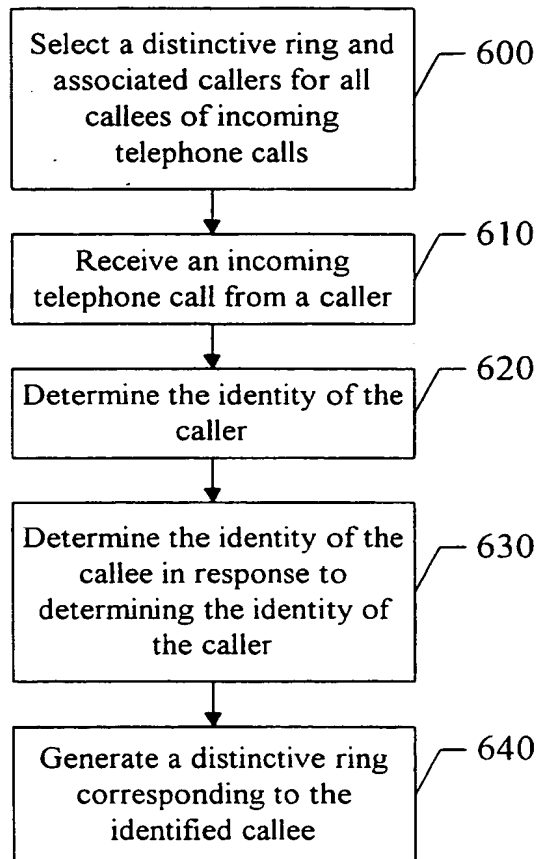 Select a distinctive ring and
associated callers for all
callees of incoming
telephone calls
600
Receive an incoming
telephone call from a caller
610
Determine the identity of the
caller
620
Determine the identity of the
callee in response to
determining the identity of
the caller
630
Generate a distinctive ring
corresponding to the
identified callee
640